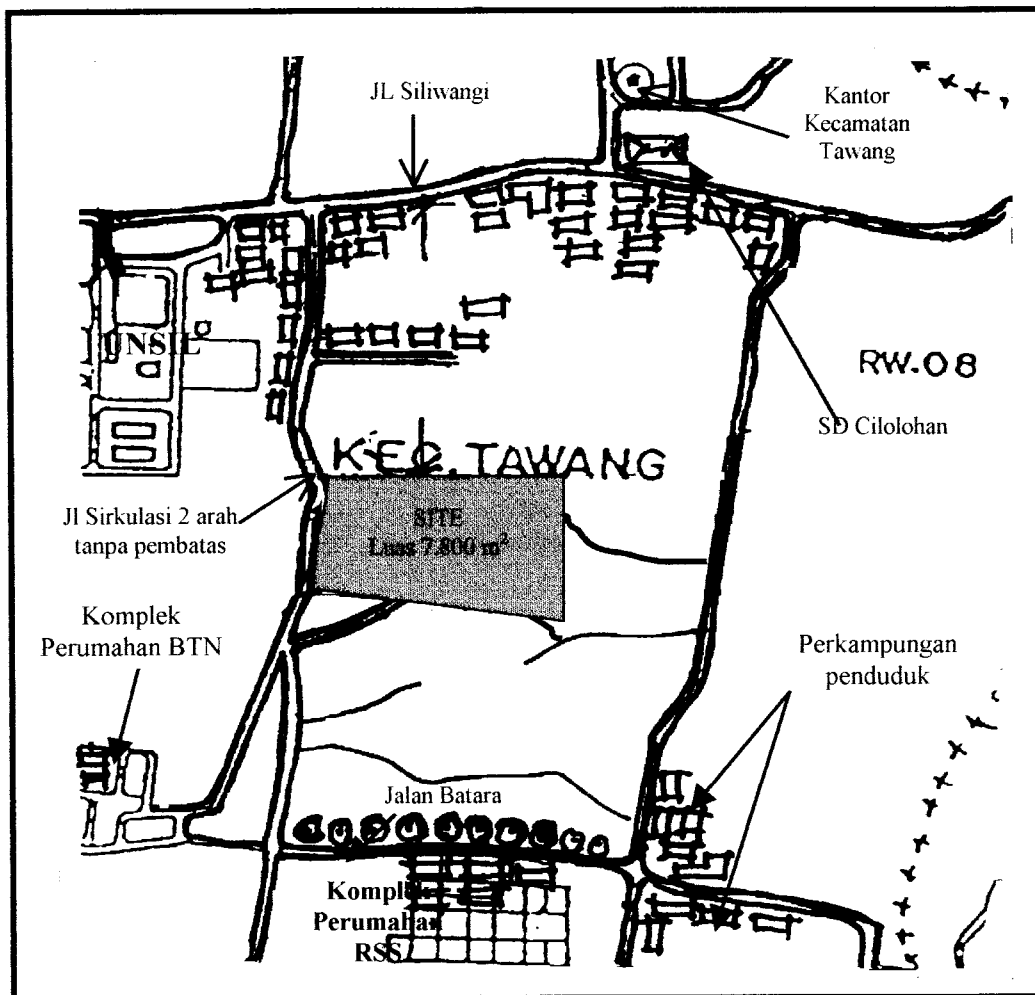 JL Siliwangi
Kantor
Kecamatan
Tawang
UNSIL
RW.08
SD Cilolohan
KEC. TAWANG
Jl Sirkulasi 2 arah
tanpa pembatas
SITE
Luas 7.800 m²
Komplek
Perumahan BTN
Perkampungan
penduduk
Jalan Batara
Komplek
Perumahan
RSS